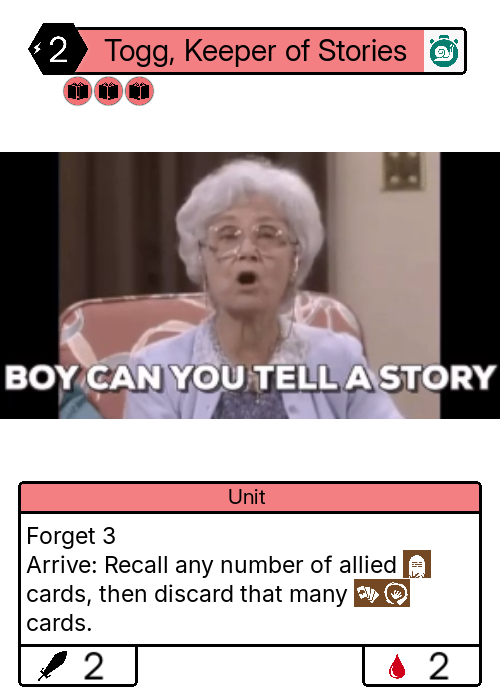 2
Togg, Keeper of Stories
BOY CAN YOU TELL A STORY
Unit
Forget 3
Arrive: Recall any number of allied
cards, then discard that many
cards.
2
2